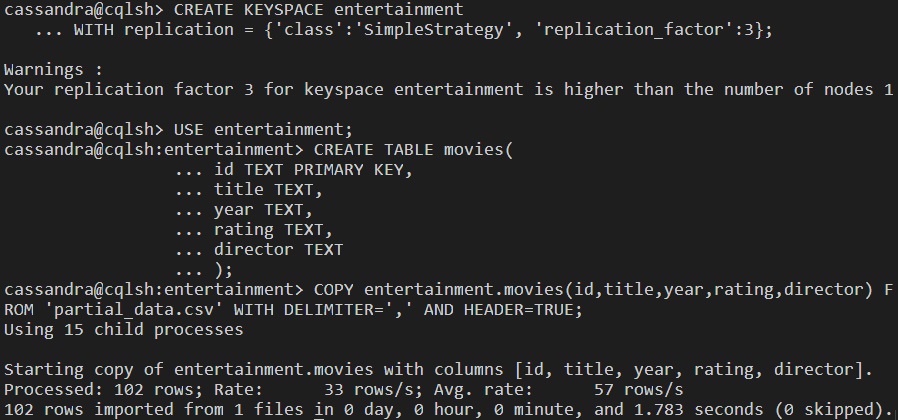 cassandra@cqlsh> CREATE KEYSPACE entertainment
... WITH replication = {'class':'SimpleStrategy', 'replication_factor':3};
Warnings :
Your replication factor 3 for keyspace entertainment is higher than the number of nodes 1
cassandra@cqlsh> USE entertainment;
cassandra@cqlsh:entertainment> CREATE TABLE movies(
... id TEXT PRIMARY KEY,
... title TEXT,
... year TEXT,
... rating TEXT,
... director TEXT
... );
cassandra@cqlsh:entertainment> COPY entertainment.movies(id,title,year,rating,director) F
ROM 'partial_data.csv' WITH DELIMITER=',' AND HEADER=TRUE;
Using 15 child processes
Starting copy of entertainment.movies with columns [id, title, year, rating, director].
Processed: 102 rows; Rate:      33 rows/s; Avg. rate:      57 rows/s
102 rows imported from 1 files in 0 day, 0 hour, 0 minute, and 1.783 seconds (0 skipped).